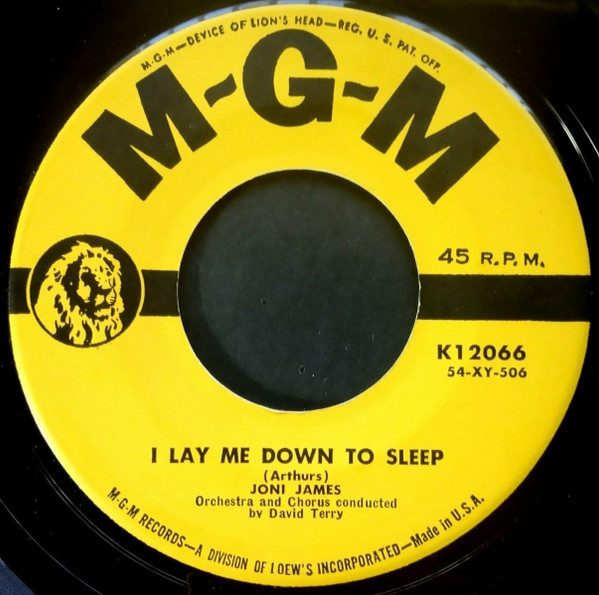 M-G-M—DEVICE OF LION'S HEAD—REG. U. S. PAT. OFF.
M-G-M
45 R.P.M.
K12066
54-XY-506
I LAY ME DOWN TO SLEEP
(Arthurs)
JONI JAMES
Orchestra and Chorus conducted
by David Terry
M-G-M RECORDS—A DIVISION OF LOEW'S INCORPORATED—Made in U.S.A.